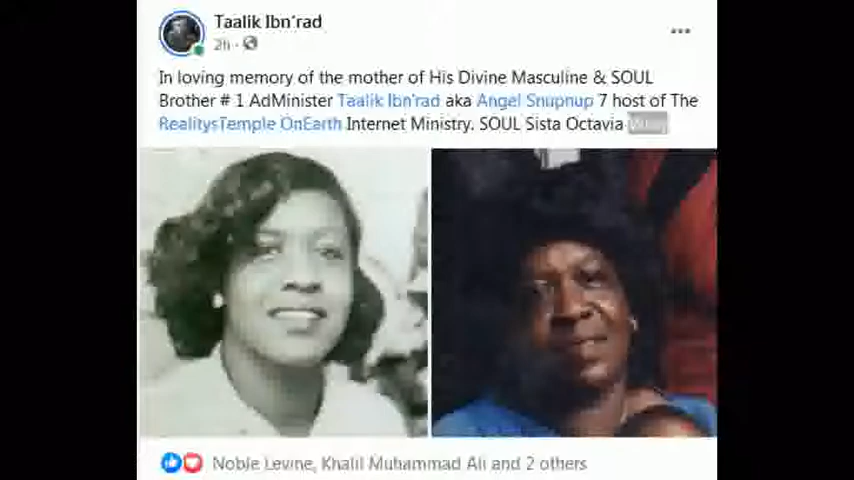 Taalik Ibn'rad
2h ·
In loving memory of the mother of His Divine Masculine & SOUL
Brother # 1 AdMinister Taalik Ibn'rad aka Angel Snupnup 7 host of The
RealitysTemple OnEarth Internet Ministry. SOUL Sista Octavia
Noble Levine, Khalil Muhammad Ali and 2 others